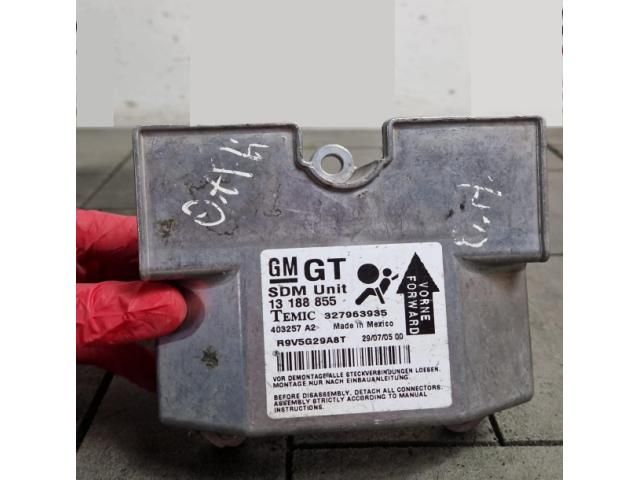 GM GT
SDM Unit
13 188 855
TEMIC 327963935
403257 A2 Made in Mexico
R9V5G29A8T 29/07/05 00
VORNE
FORWARD
VOR DEMONTAGE ALLE STECKVERBINDUNGEN LOESEN.
MONTAGE NUR NACH EINBAUANLEITUNG.
BEFORE DISASSEMBLY, DETACH ALL CONNECTORS.
ASSEMBLY STRICTLY ACCORDING TO MANUAL
INSTRUCTIONS.